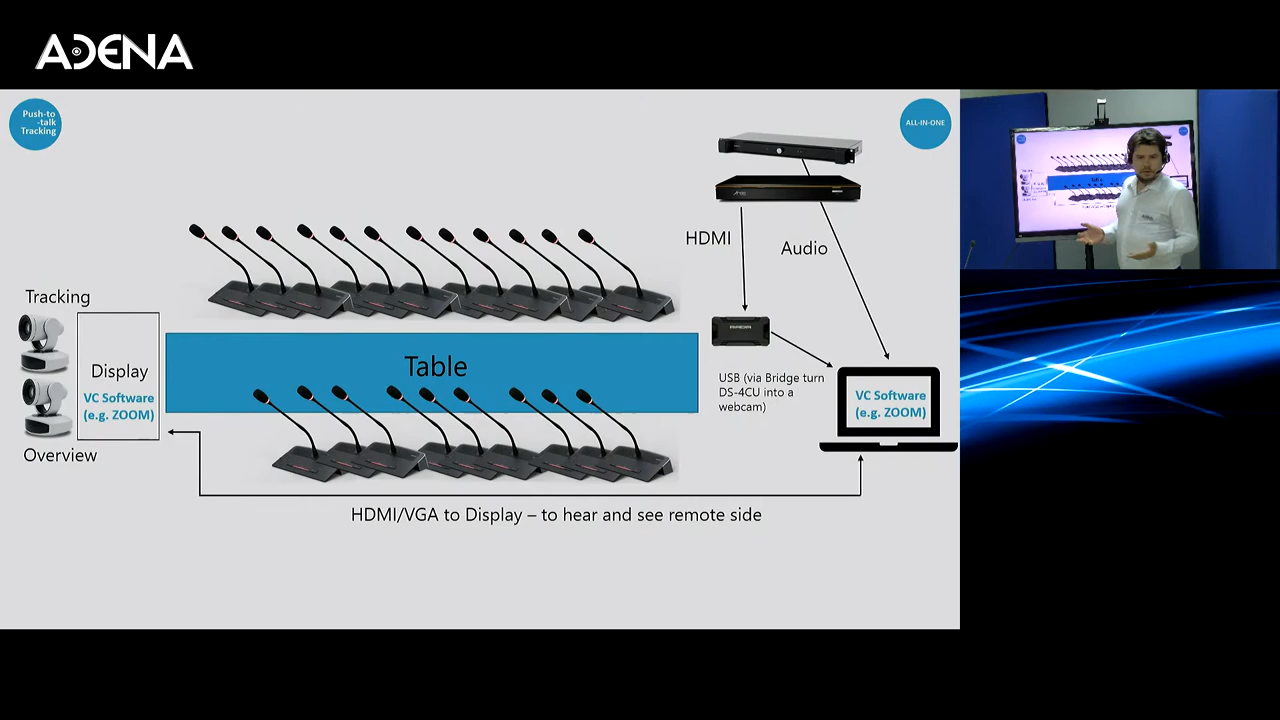 ADENA
Push-to
-talk
Tracking
ALL-IN-ONE
HDMI
Audio
Tracking
Display
VC Software
(e.g. ZOOM)
Overview
Table
USB (via Bridge turn
DS-4CU into a
webcam)
VC Software
(e.g. ZOOM)
HDMI/VGA to Display – to hear and see remote side
Table